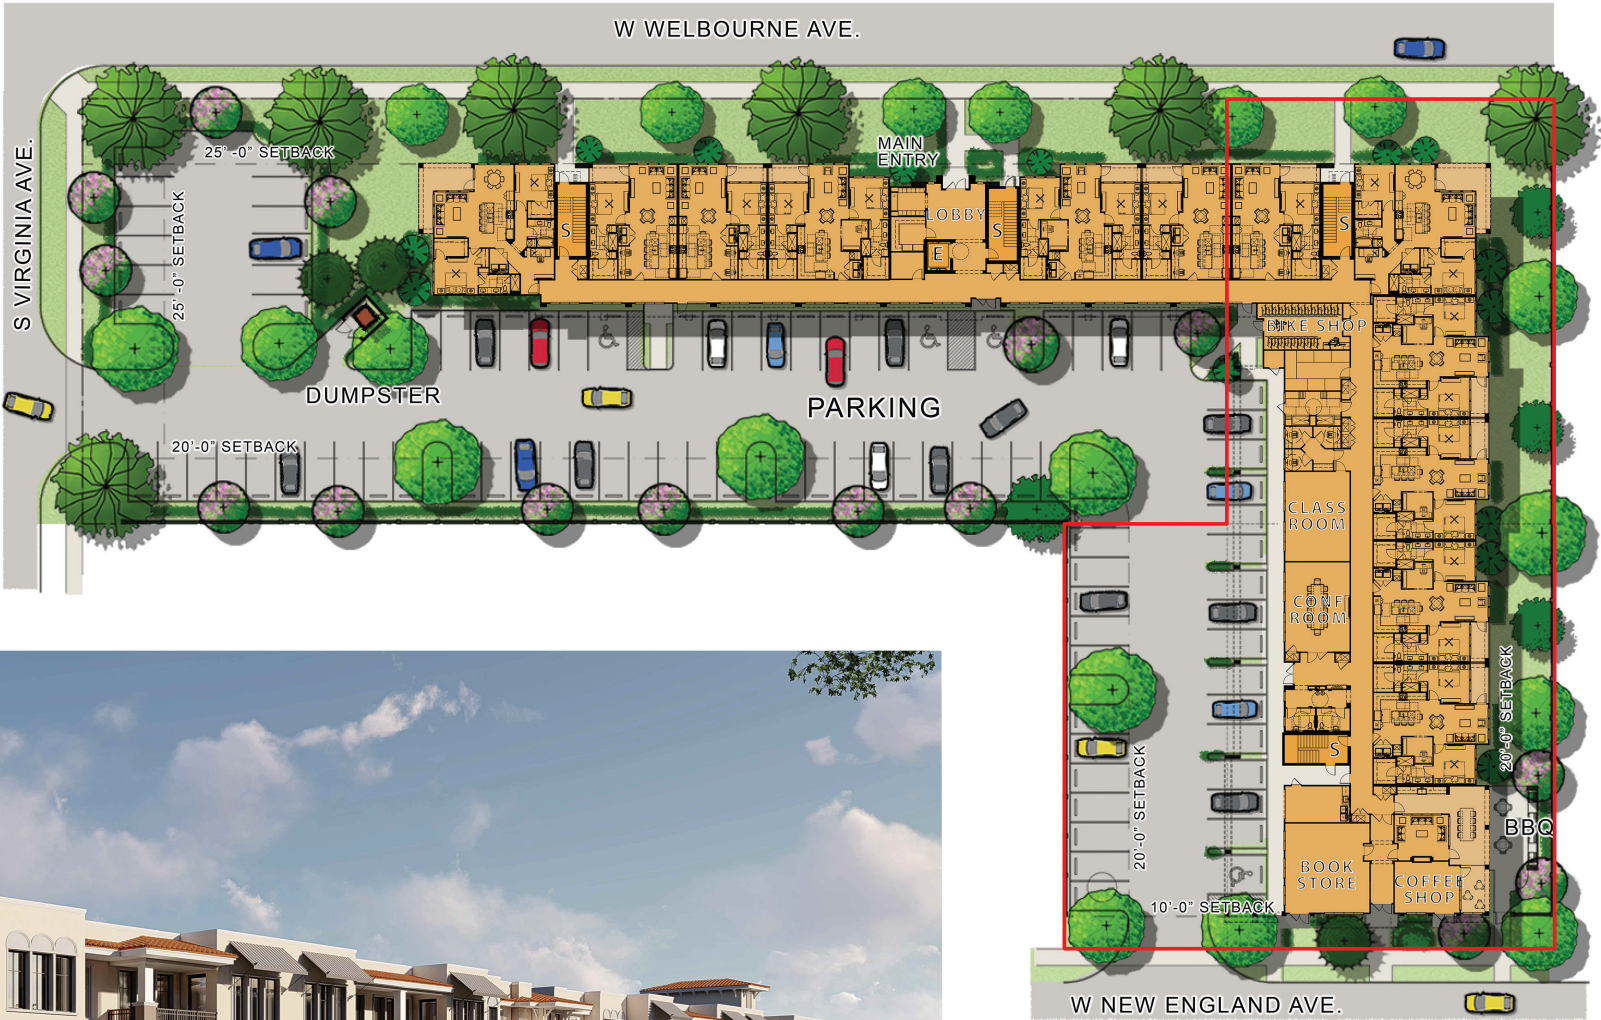 W WELBOURNE AVE.
S VIRGINIA AVE.
25' -0" SETBACK
25' -0" SETBACK
MAIN
ENTRY
LOBBY
S
S
E
S
BIKE SHOP
DUMPSTER
PARKING
20'-0" SETBACK
CLASS
ROOM
CONF
ROOM
20'-0" SETBACK
S
20'-0" SETBACK
BBQ
BOOK
STORE
COFFEE
SHOP
10'-0" SETBACK
W NEW ENGLAND AVE.